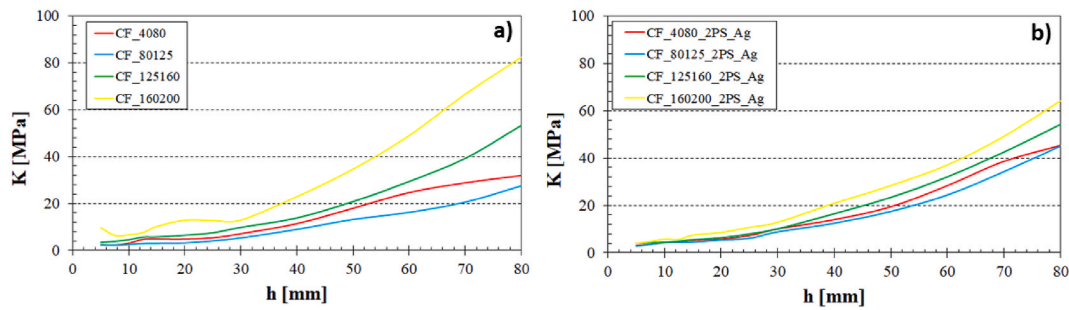 a)
K [MPa]
100
80
60
40
20
0
CF_4080
CF_80125
CF_125160
CF_160200
0 10 20 30 40 50 60 70 80
h [mm]
b)
K [MPa]
100
80
60
40
20
0
CF_4080_2PS_Ag
CF_80125_2PS_Ag
CF_125160_2PS_Ag
CF_160200_2PS_Ag
0 10 20 30 40 50 60 70 80
h [mm]